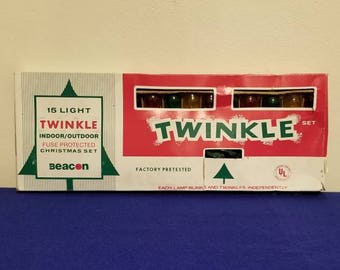 15 LIGHT
TWINKLE
INDOOR/OUTDOOR
FUSE PROTECTED
CHRISTMAS SET
BEACON
TWINKLE SET
FACTORY PRETESTED
UL
EACH LAMP BLINKS AND TWINKLES INDEPENDENTLY